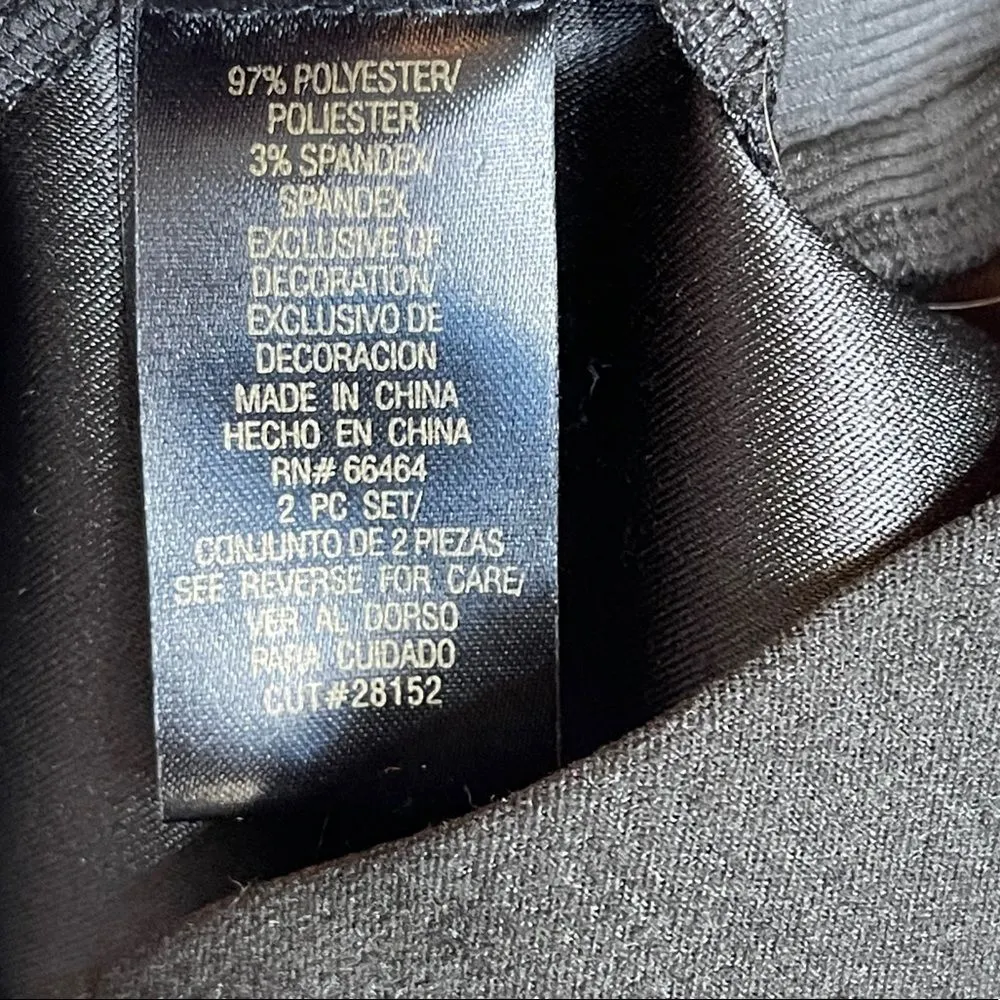 97% POLYESTER/
POLIESTER
3% SPANDEX/
SPANDEX
EXCLUSIVE OF
DECORATION/
EXCLUSIVO DE
DECORACION
MADE IN CHINA
HECHO EN CHINA
RN# 66464
2 PC SET/
CONJUNTO DE 2 PIEZAS
SEE REVERSE FOR CARE/
VER AL DORSO
PARA CUIDADO
CUT#28152